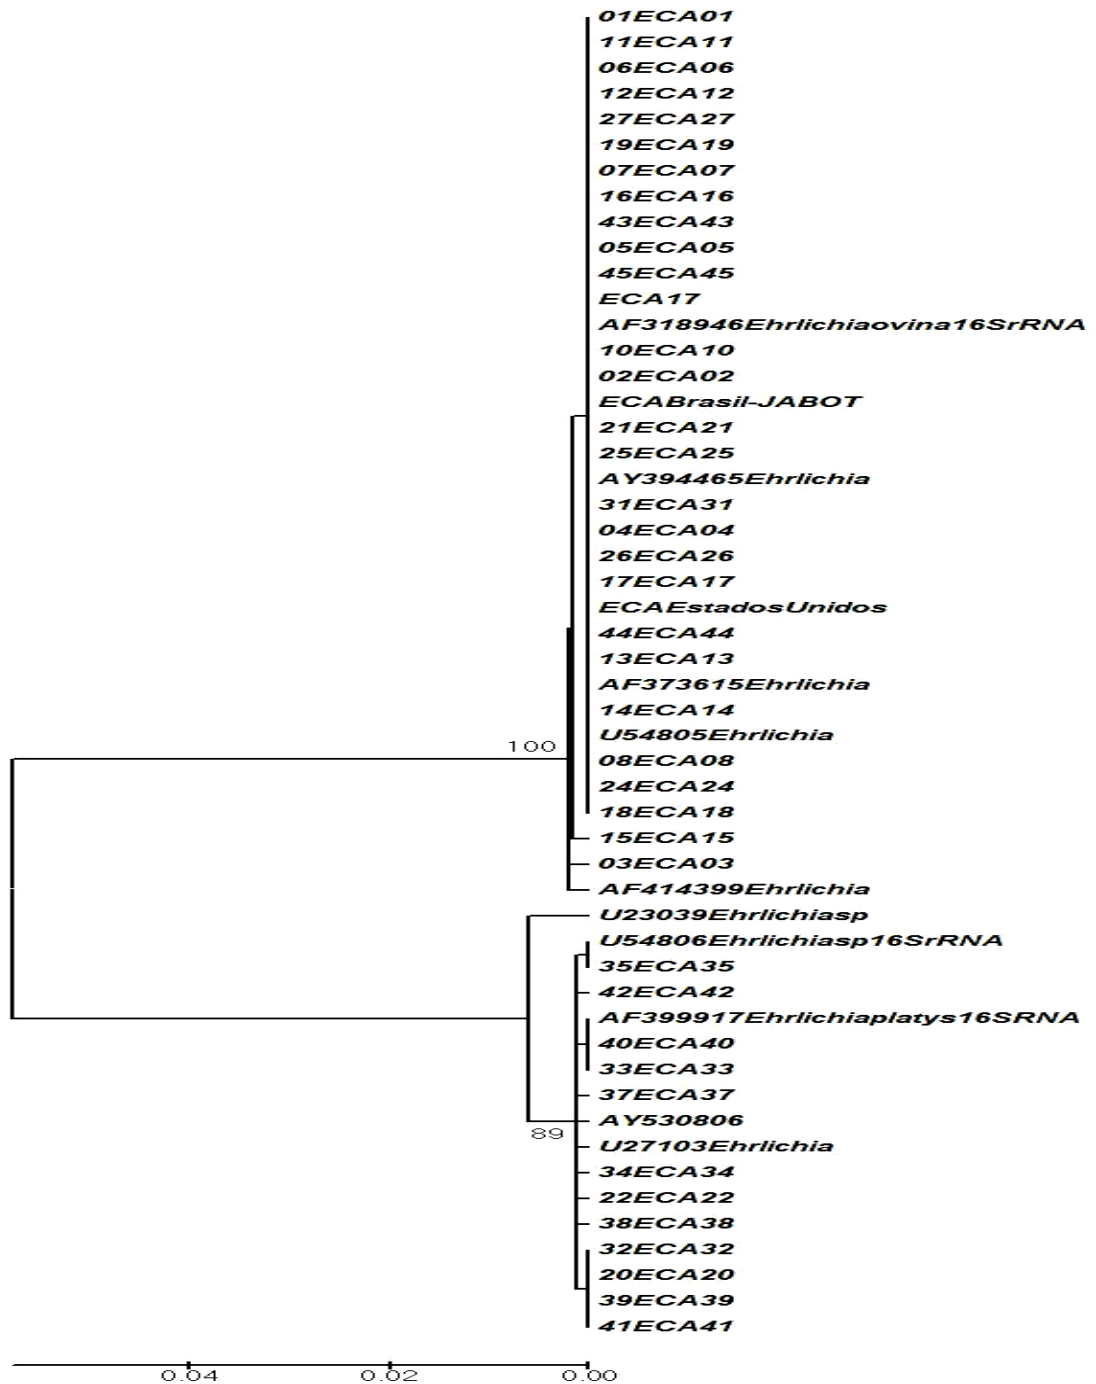 01ECA01
11ECA11
06ECA06
12ECA12
27ECA27
19ECA19
07ECA07
16ECA16
43ECA43
05ECA05
45ECA45
ECA17
AF318946Ehrlichiaovina16SrRNA
10ECA10
02ECA02
ECABrasil-JABOT
21ECA21
25ECA25
AY394465Ehrlichia
31ECA31
04ECA04
26ECA26
17ECA17
ECAEstadosUnidos
44ECA44
13ECA13
AF373615Ehrlichia
14ECA14
U54805Ehrlichia
100
08ECA08
24ECA24
18ECA18
15ECA15
03ECA03
AF414399Ehrlichia
U23039Ehrlichiasp
U54806Ehrlichiasp16SrRNA
35ECA35
42ECA42
AF399917Ehrlichiaplatys16SRNA
40ECA40
33ECA33
37ECA37
AY530806
89
U27103Ehrlichia
34ECA34
22ECA22
38ECA38
32ECA32
20ECA20
39ECA39
41ECA41
0.04 0.02 0.00